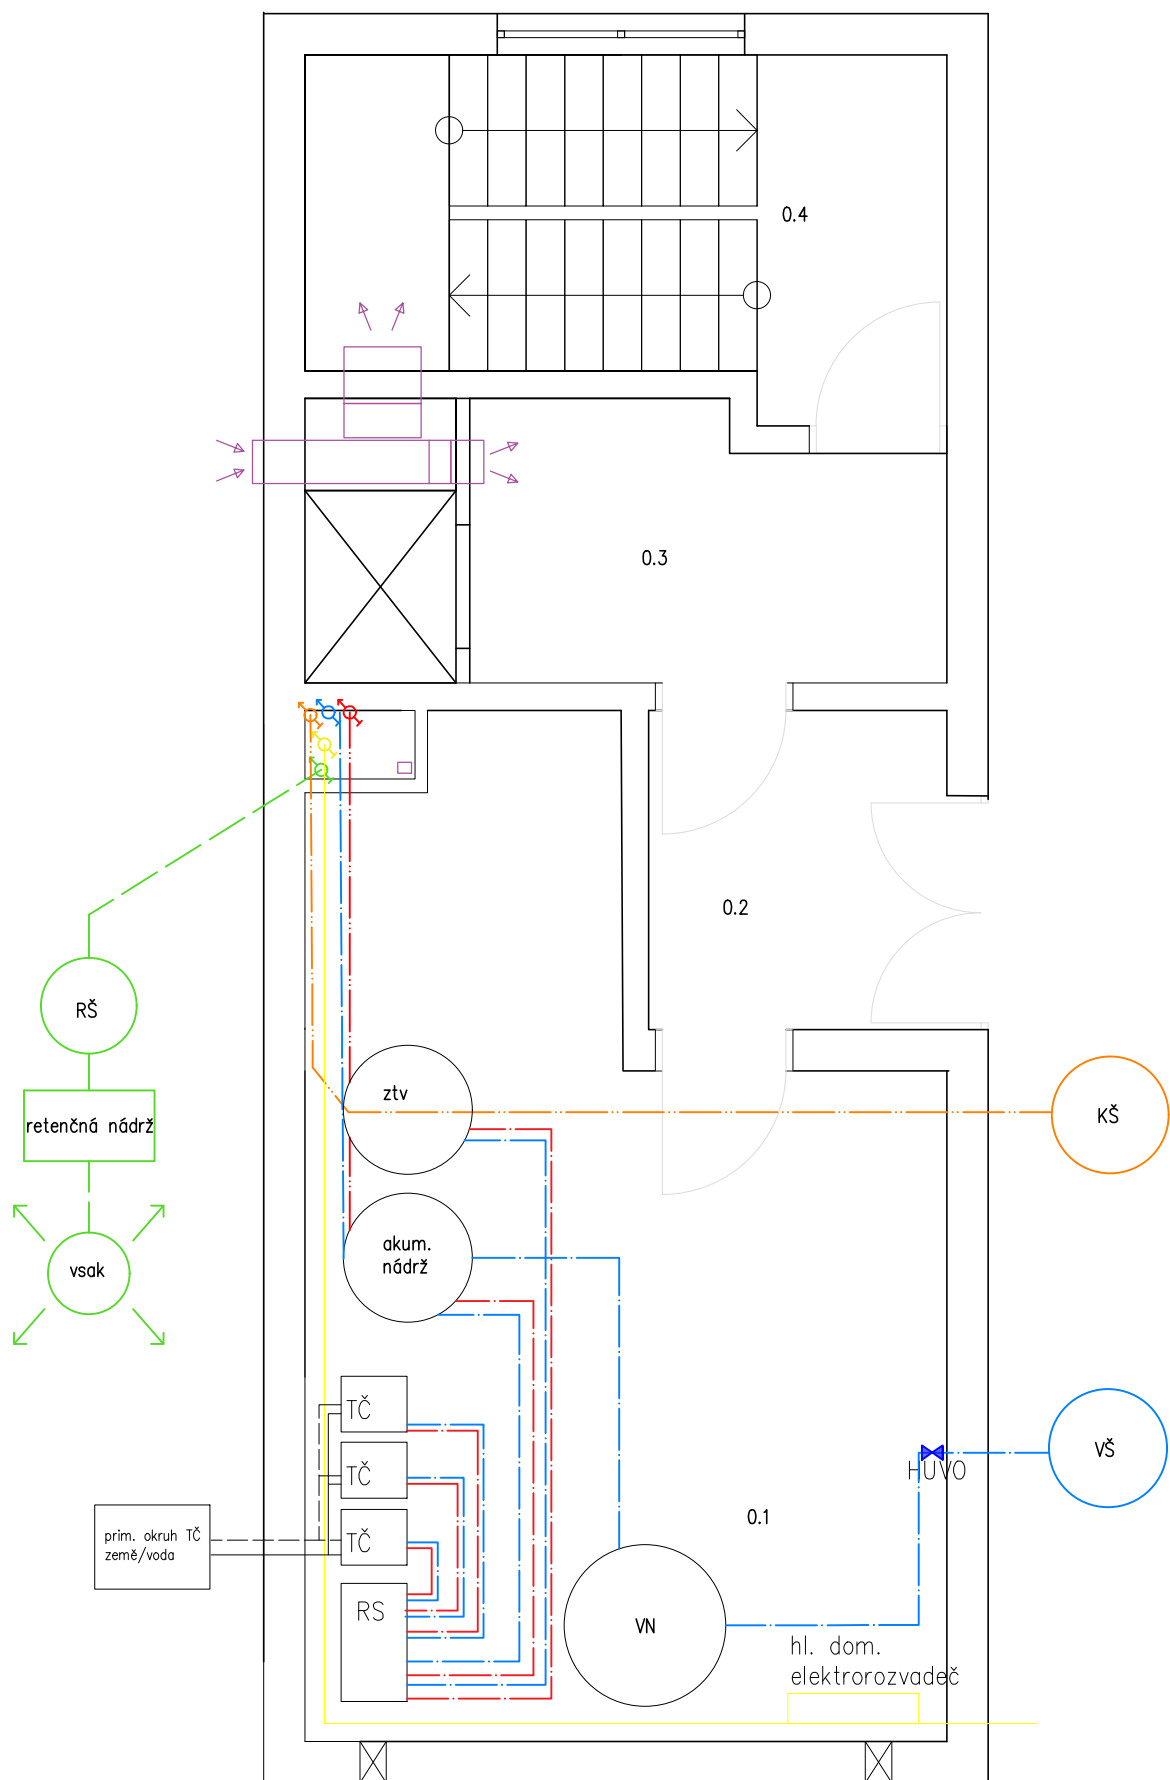 0.4
0.3
0.2
RŠ
ztv
KŠ
retenčná nádrž
akum.
nádrž
vsak
TČ
VŠ
HUVO
TČ
0.1
prim. okruh TČ
země/voda
TČ
RS
VN
hl. dom.
elektrorozvadeč